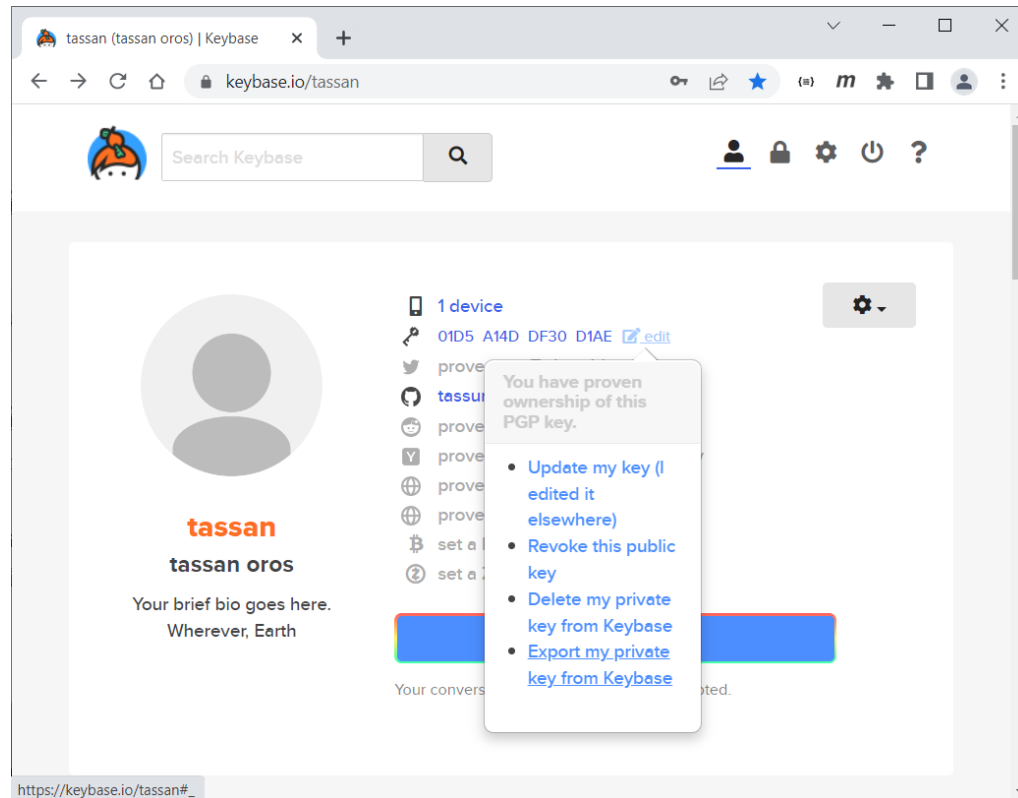 tassan (tassan oros) | Keybase
keybase.io/tassan
Search Keybase
1 device
01D5 A14D DF30 D1AE edit
prove
tassur
prove
prove
prove
prove
set a
set a
You have proven
ownership of this
PGP key.
Update my key (I
edited it
elsewhere)
Revoke this public
key
Delete my private
key from Keybase
Export my private
key from Keybase
tassan
tassan oros
Your brief bio goes here.
Wherever, Earth
Your convers
pted.
https://keybase.io/tassan#_